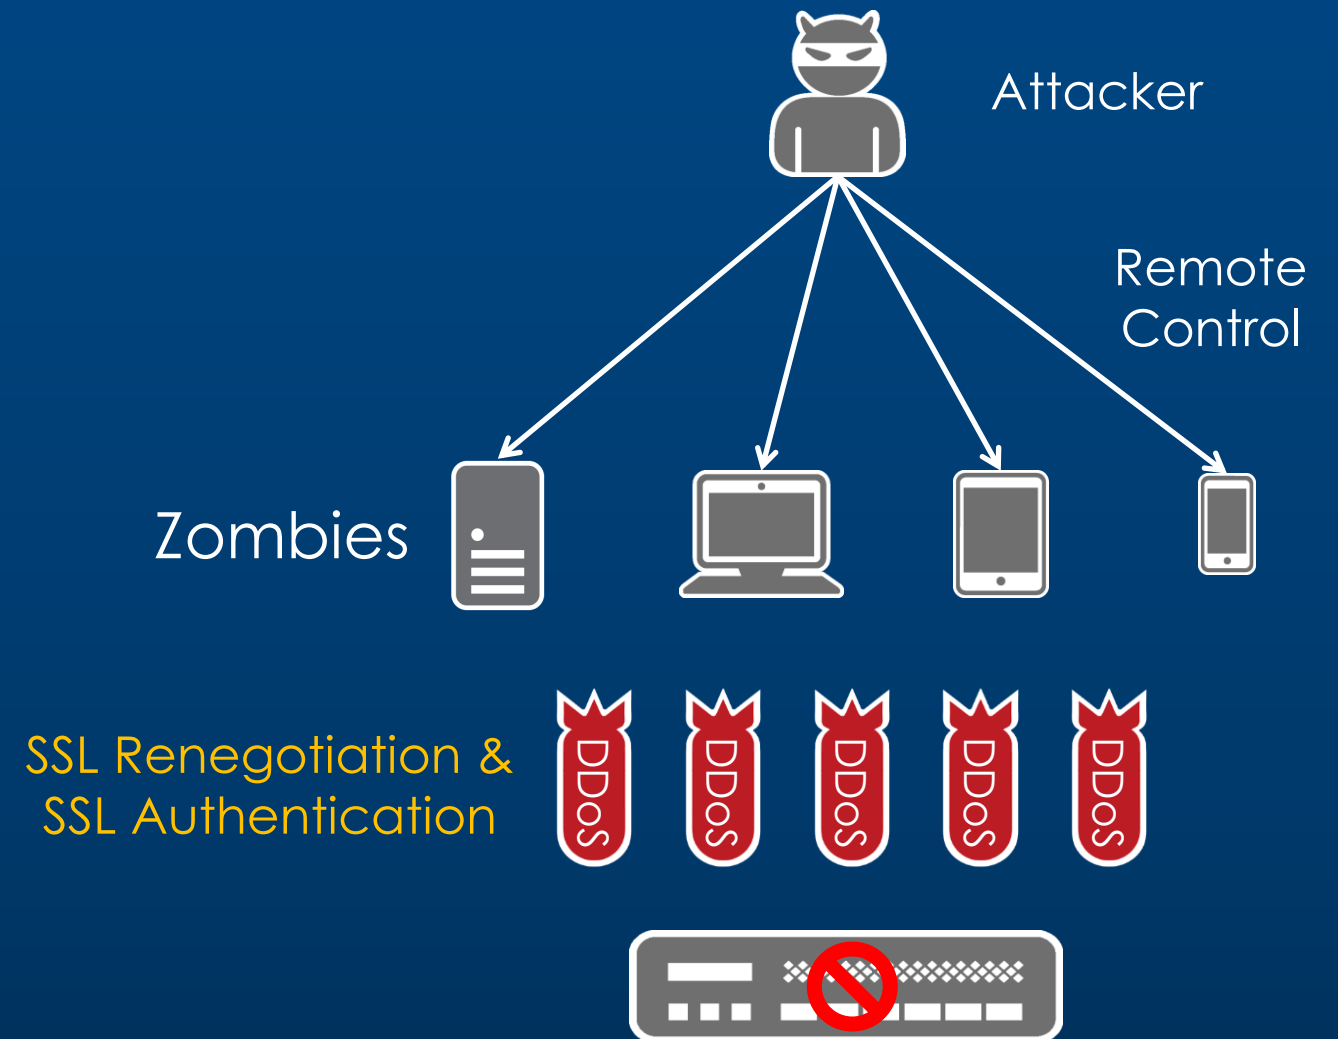 Attacker
Remote
Control
Zombies
SSL Renegotiation &
SSL Authentication
DDoS
DDoS
DDoS
DDoS
DDoS